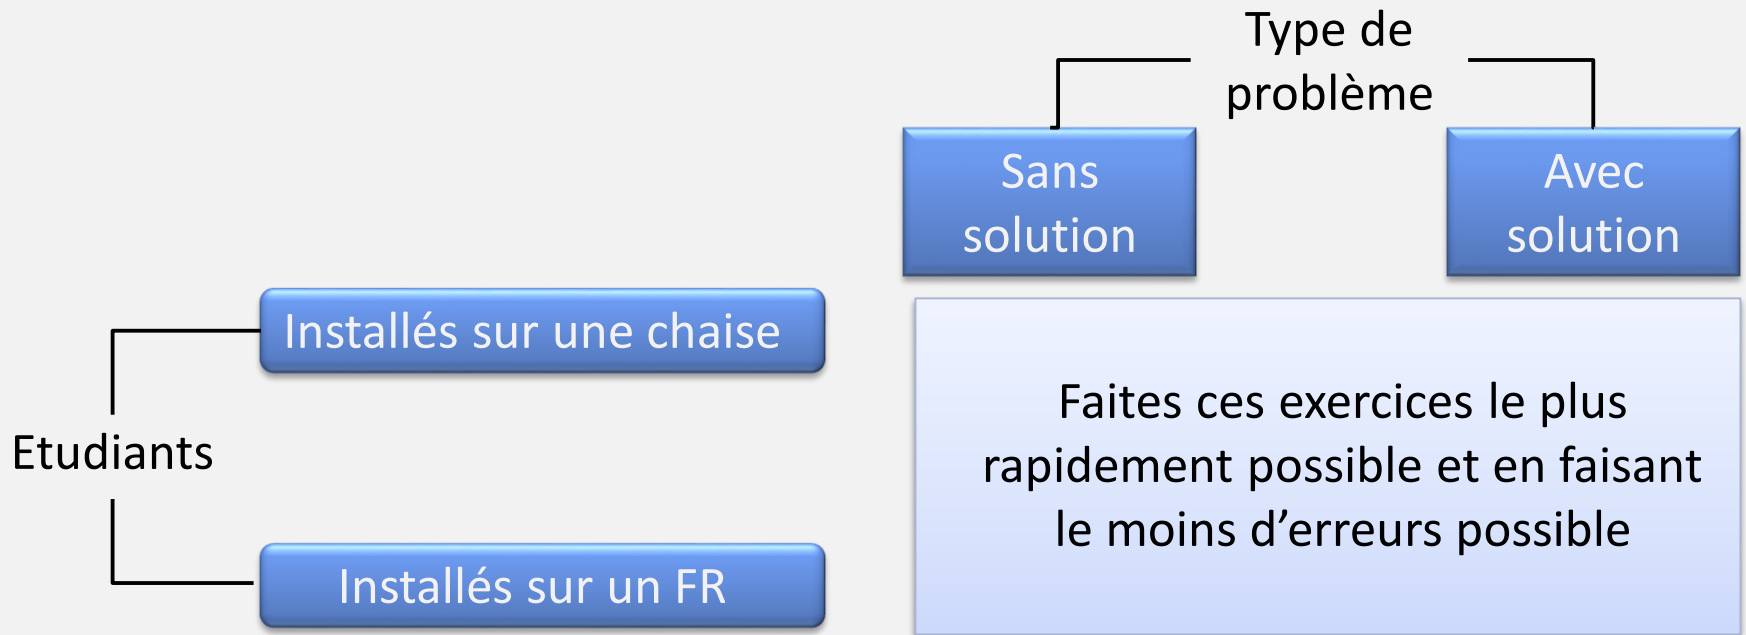 Type de
problème
Sans
solution
Avec
solution
Installés sur une chaise
Etudiants
Installés sur un FR
Faites ces exercices le plus
rapidement possible et en faisant
le moins d’erreurs possible